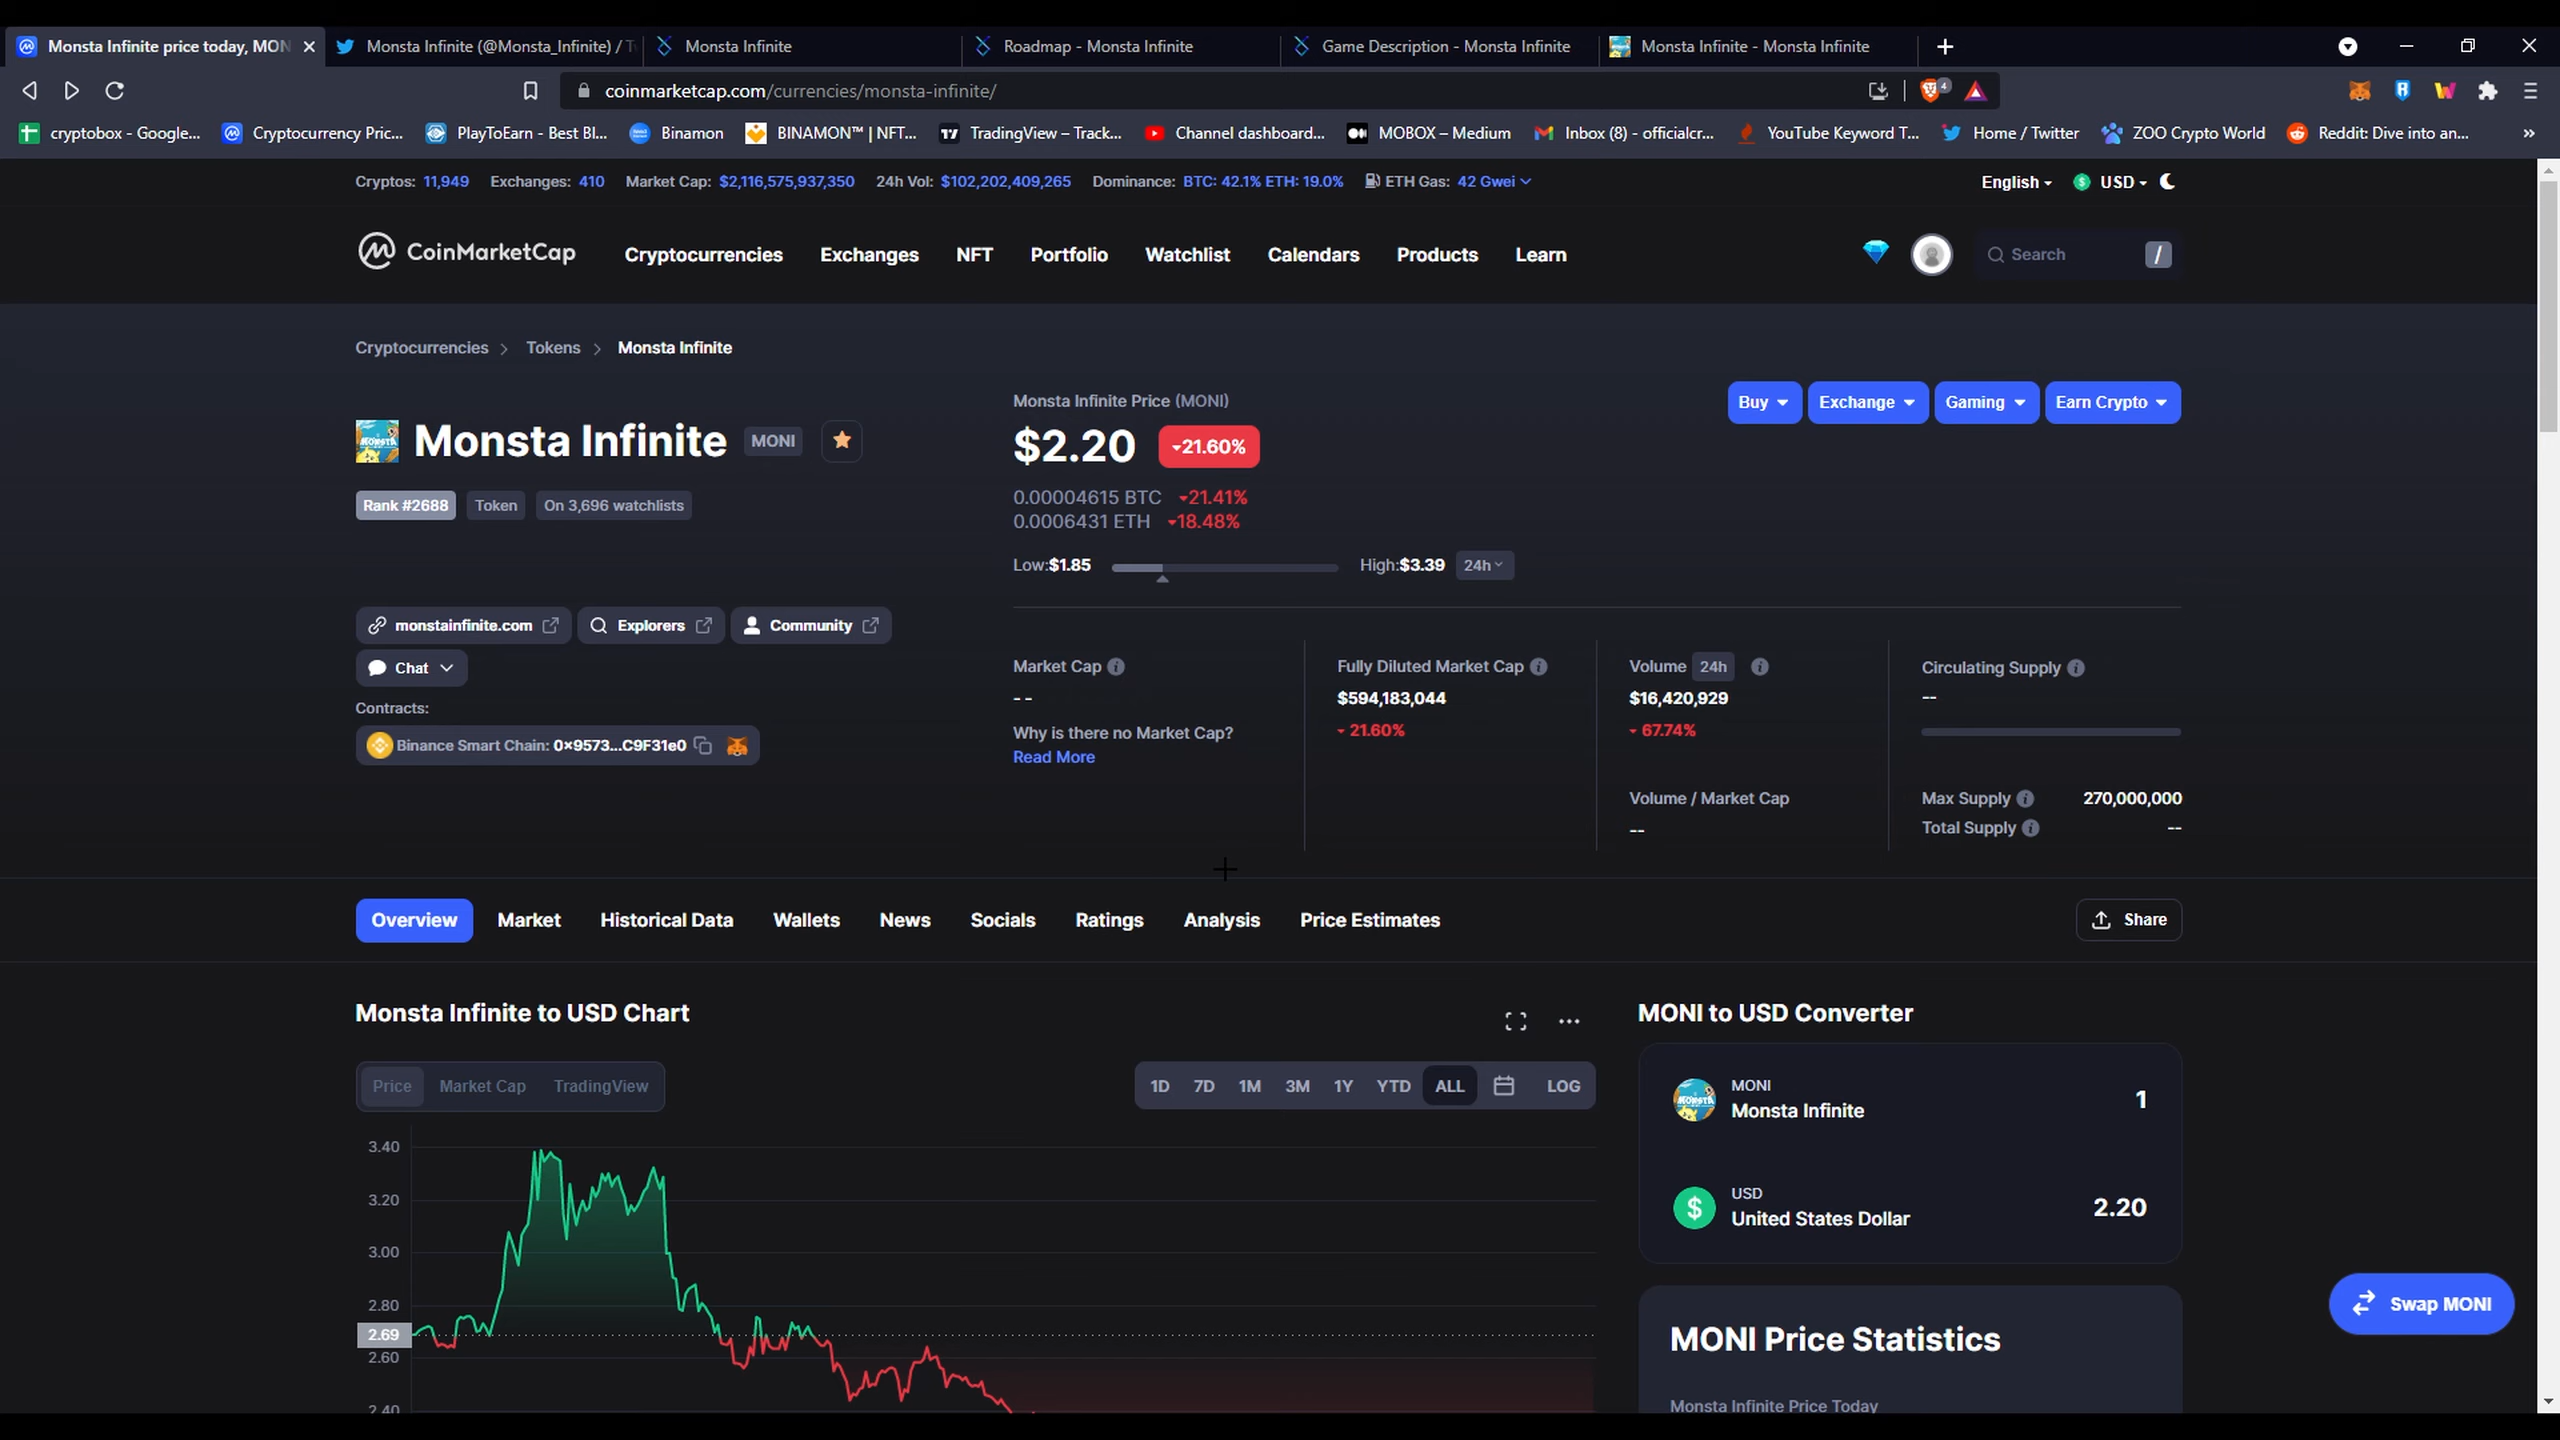 Monsta Infinite price today, MON
Monsta Infinite (@Monsta_Infinite) / T
Monsta Infinite
Roadmap - Monsta Infinite
Game Description - Monsta Infinite
Monsta Infinite - Monsta Infinite
coinmarketcap.com/currencies/monsta-infinite/
4
cryptobox - Google...
Cryptocurrency Pric...
PlayToEarn - Best Bl...
Binamon
BINAMON™ | NFT...
TradingView – Track...
Channel dashboard...
MOBOX – Medium
Inbox (8) - officialcr...
YouTube Keyword T...
Home / Twitter
ZOO Crypto World
Reddit: Dive into an...
»
Cryptos: 11,949 Exchanges: 410 Market Cap: $2,116,575,937,350 24h Vol: $102,202,409,265 Dominance: BTC: 42.1% ETH: 19.0% ETH Gas: 42 Gwei
English USD
CoinMarketCap
Cryptocurrencies Exchanges NFT Portfolio Watchlist Calendars Products Learn
Search /
Cryptocurrencies > Tokens > Monsta Infinite
Monsta Infinite MONI
Rank #2688 Token On 3,696 watchlists
monstainfinite.com Explorers Community
Chat
Contracts:
Binance Smart Chain: 0×9573...C9F31e0
Monsta Infinite Price (MONI)
$2.20 21.60%
0.00004615 BTC 21.41%
0.0006431 ETH 18.48%
Low:$1.85 High:$3.39 24h
Buy Exchange Gaming Earn Crypto
Market Cap
- -
Why is there no Market Cap?
Read More
Fully Diluted Market Cap
$594,183,044
21.60%
Volume 24h
$16,420,929
67.74%
Volume / Market Cap
--
Circulating Supply
--
Max Supply 270,000,000
Total Supply --
Overview Market Historical Data Wallets News Socials Ratings Analysis Price Estimates
Share
Monsta Infinite to USD Chart
Price Market Cap TradingView
1D 7D 1M 3M 1Y YTD ALL LOG
3.40
3.20
3.00
2.80
2.69
2.60
2.40
MONI to USD Converter
MONI
Monsta Infinite
1
USD
United States Dollar
2.20
Swap MONI
MONI Price Statistics
Monsta Infinite Price Today